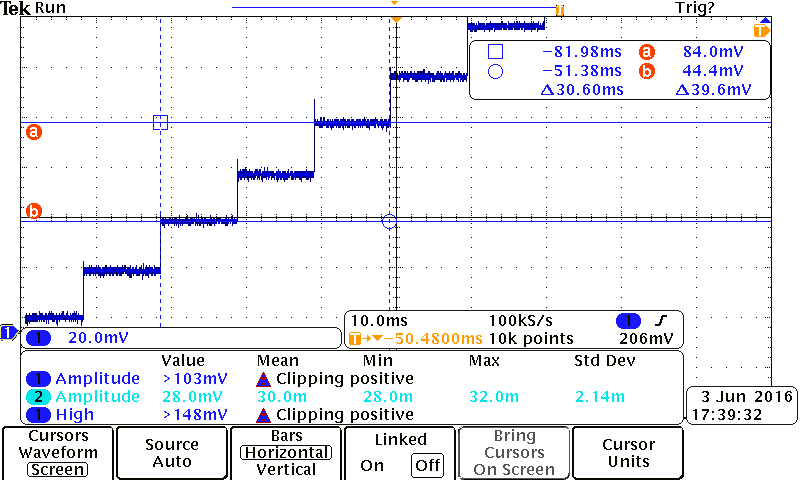 Tek Run Trig?
T
−81.98ms a 84.0mV
−51.38ms b 44.4mV
Δ30.60ms Δ39.6mV
a
b
1
1 20.0mV
10.0ms 100kS/s 1
T→▼−50.4800ms 10k points 206mV
Value Mean Min Max Std Dev
1 Amplitude >103mV Clipping positive
2 Amplitude 28.0mV 30.0m 28.0m 32.0m 2.14m
1 High >148mV Clipping positive
3 Jun 2016
17:39:32
Cursors
Waveform
Screen
Source
Auto
Bars
Horizontal
Vertical
Linked
On Off
Bring
Cursors
On Screen
Cursor
Units